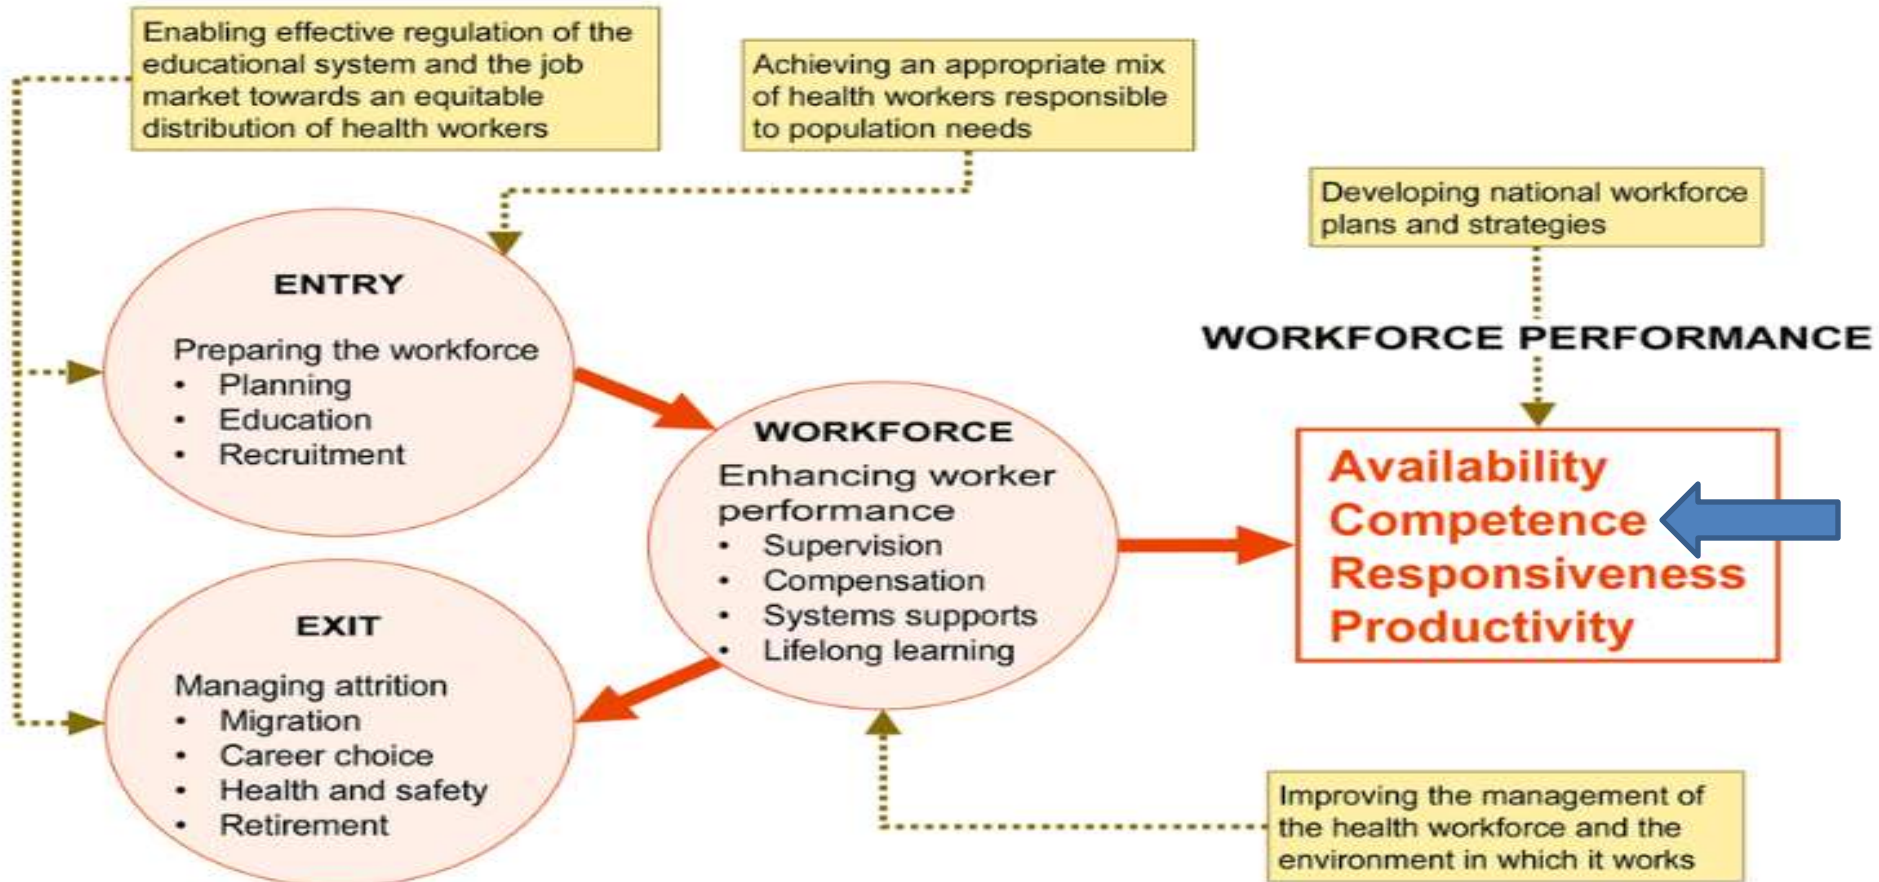 Enabling effective regulation of the
educational system and the job
market towards an equitable
distribution of health workers
Achieving an appropriate mix
of health workers responsible
to population needs
Developing national workforce
plans and strategies
ENTRY
Preparing the workforce
• Planning
• Education
• Recruitment
WORKFORCE PERFORMANCE
WORKFORCE
Enhancing worker
performance
• Supervision
• Compensation
• Systems supports
• Lifelong learning
Availability
Competence
Responsiveness
Productivity
EXIT
Managing attrition
• Migration
• Career choice
• Health and safety
• Retirement
Improving the management of
the health workforce and the
environment in which it works